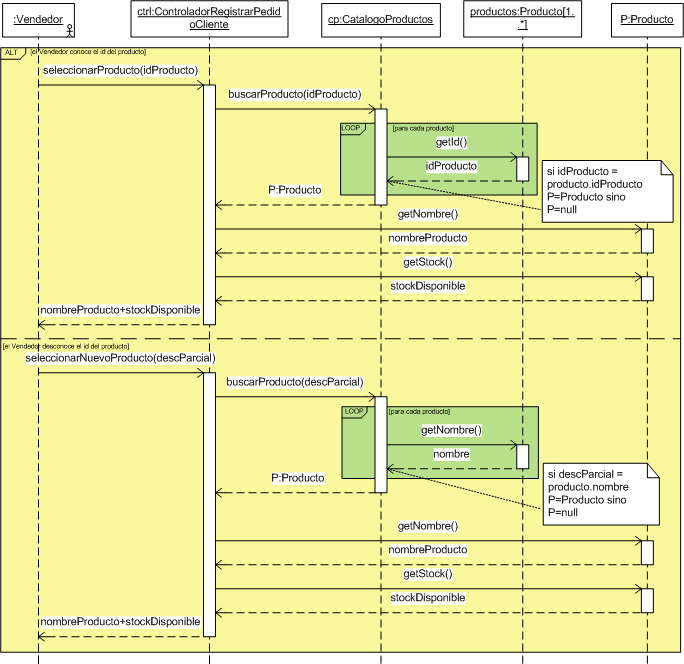 :Vendedor
ctrl:ControladorRegistrarPedid
oCliente
cp:CatalogoProductos
productos:Producto[1.
.*]
P:Producto
ALT
[el Vendedor conoce el id del producto]
seleccionarProducto(idProducto)
buscarProducto(idProducto)
LOOP
[para cada producto]
getId()
idProducto
si idProducto =
producto.idProducto
P=Producto sino
P=null
P:Producto
getNombre()
nombreProducto
getStock()
stockDisponible
nombreProducto+stockDisponible
[el Vendedor desconoce el id del producto]
seleccionarNuevoProducto(descParcial)
buscarProducto(descParcial)
LOOP
[para cada producto]
getNombre()
nombre
si descParcial =
producto.nombre
P=Producto sino
P=null
P:Producto
getNombre()
nombreProducto
getStock()
stockDisponible
nombreProducto+stockDisponible